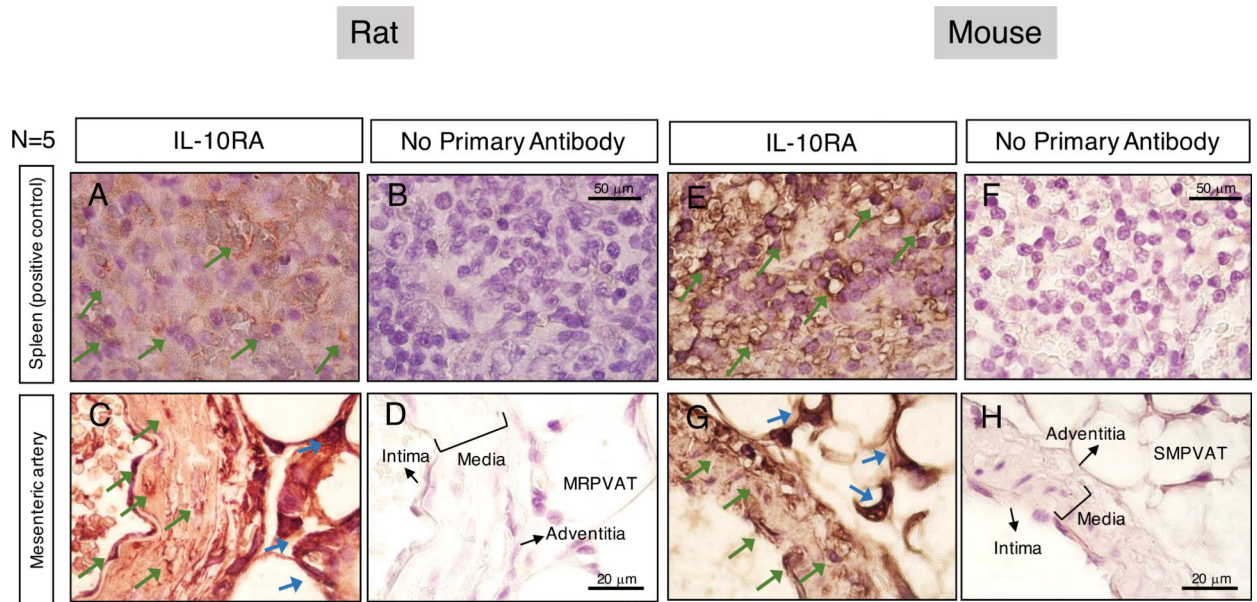 Rat
Mouse
N=5
IL-10RA
No Primary Antibody
IL-10RA
No Primary Antibody
Spleen (positive control)
A
B
50 μm
E
F
50 μm
Mesenteric artery
C
D
Intima
Media
MRPVAT
Adventitia
20 μm
G
H
Adventitia
SMPVAT
Media
Intima
20 μm